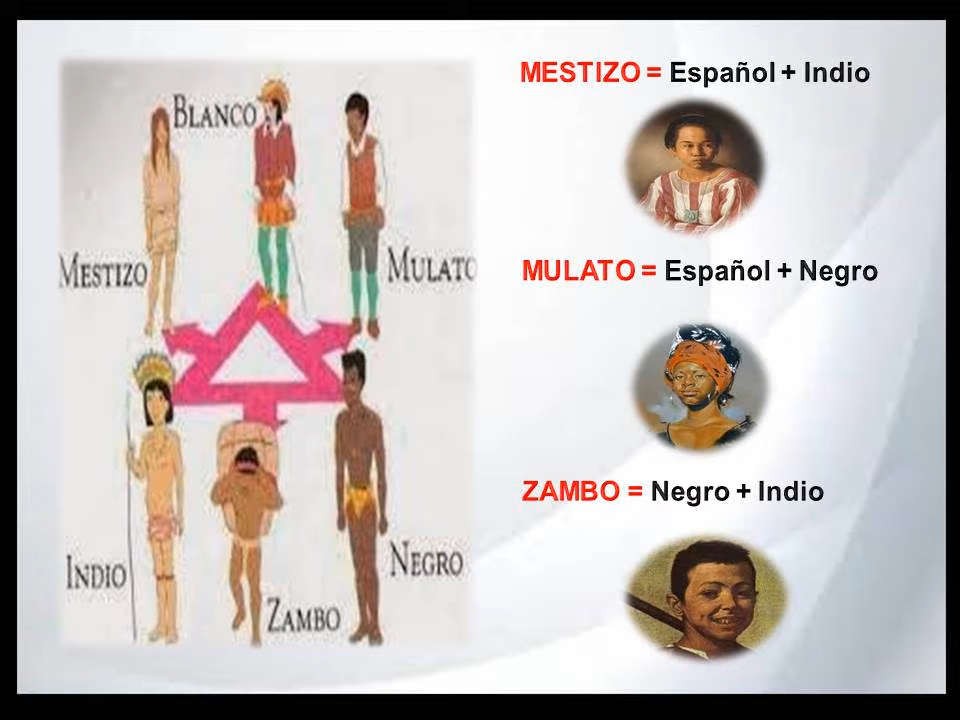 BLANCO
MESTIZO
MULATO
INDIO
NEGRO
ZAMBO
MESTIZO = Español + Indio
MULATO = Español + Negro
ZAMBO = Negro + Indio